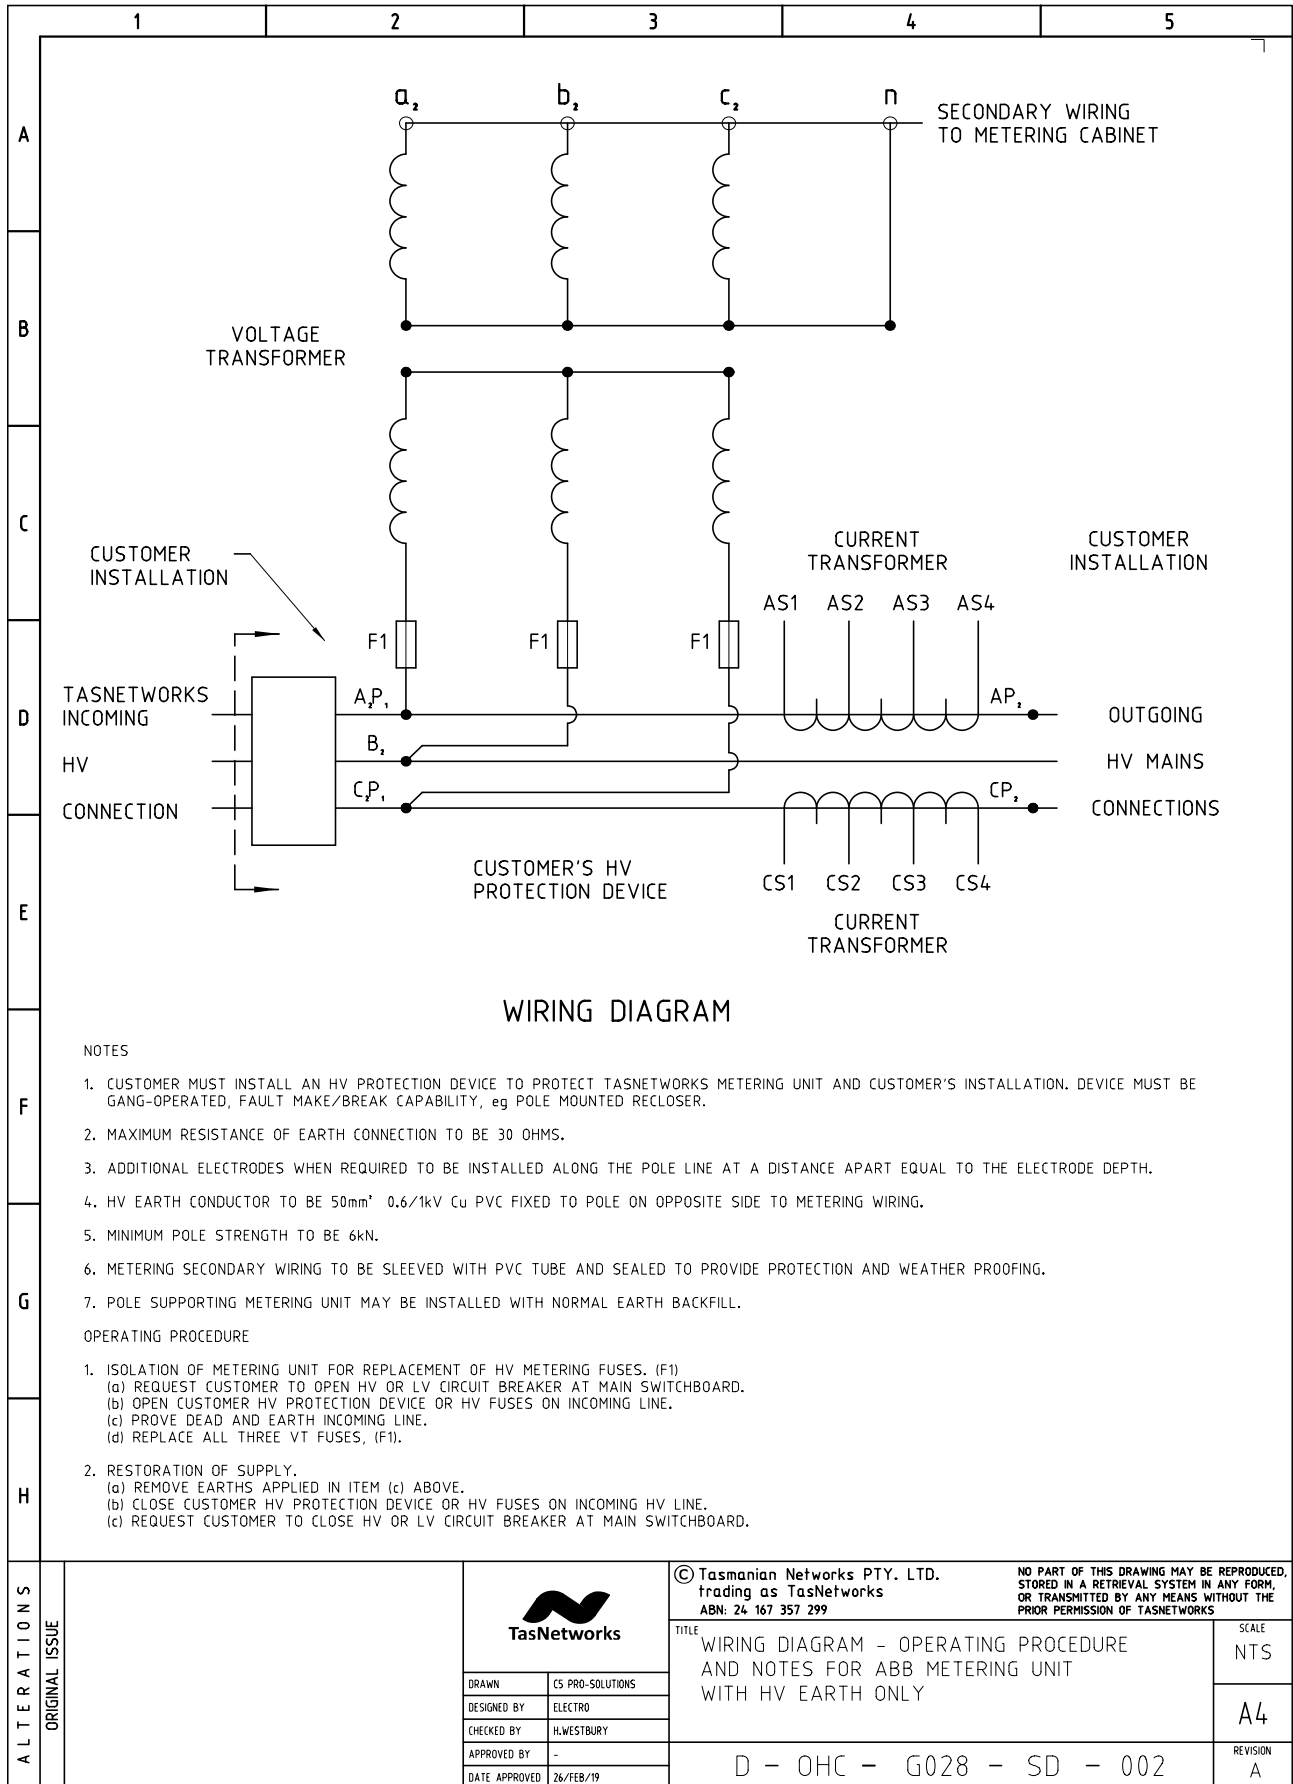 1 2 3 4 5
A
B
C
D
E
F
G
H
a₂ b₂ c₂ n
SECONDARY WIRING
TO METERING CABINET
VOLTAGE
TRANSFORMER
CUSTOMER
INSTALLATION
CURRENT
TRANSFORMER
CUSTOMER
INSTALLATION
AS1 AS2 AS3 AS4
F1 F1 F1
TASNETWORKS
INCOMING
HV
CONNECTION
A₂P₁
B₂
C₂P₁
AP₂
CP₂
OUTGOING
HV MAINS
CONNECTIONS
CUSTOMER'S HV
PROTECTION DEVICE
CS1 CS2 CS3 CS4
CURRENT
TRANSFORMER
WIRING DIAGRAM
NOTES
1. CUSTOMER MUST INSTALL AN HV PROTECTION DEVICE TO PROTECT TASNETWORKS METERING UNIT AND CUSTOMER'S INSTALLATION. DEVICE MUST BE
GANG-OPERATED, FAULT MAKE/BREAK CAPABILITY, eg POLE MOUNTED RECLOSER.
2. MAXIMUM RESISTANCE OF EARTH CONNECTION TO BE 30 OHMS.
3. ADDITIONAL ELECTRODES WHEN REQUIRED TO BE INSTALLED ALONG THE POLE LINE AT A DISTANCE APART EQUAL TO THE ELECTRODE DEPTH.
4. HV EARTH CONDUCTOR TO BE 50mm² 0.6/1kV Cu PVC FIXED TO POLE ON OPPOSITE SIDE TO METERING WIRING.
5. MINIMUM POLE STRENGTH TO BE 6kN.
6. METERING SECONDARY WIRING TO BE SLEEVED WITH PVC TUBE AND SEALED TO PROVIDE PROTECTION AND WEATHER PROOFING.
7. POLE SUPPORTING METERING UNIT MAY BE INSTALLED WITH NORMAL EARTH BACKFILL.
OPERATING PROCEDURE
1. ISOLATION OF METERING UNIT FOR REPLACEMENT OF HV METERING FUSES. (F1)
(a) REQUEST CUSTOMER TO OPEN HV OR LV CIRCUIT BREAKER AT MAIN SWITCHBOARD.
(b) OPEN CUSTOMER HV PROTECTION DEVICE OR HV FUSES ON INCOMING LINE.
(c) PROVE DEAD AND EARTH INCOMING LINE.
(d) REPLACE ALL THREE VT FUSES, (F1).
2. RESTORATION OF SUPPLY.
(a) REMOVE EARTHS APPLIED IN ITEM (c) ABOVE.
(b) CLOSE CUSTOMER HV PROTECTION DEVICE OR HV FUSES ON INCOMING HV LINE.
(c) REQUEST CUSTOMER TO CLOSE HV OR LV CIRCUIT BREAKER AT MAIN SWITCHBOARD.
ALTERATIONS
ORIGINAL ISSUE
TasNetworks
DRAWN C5 PRO-SOLUTIONS
DESIGNED BY ELECTRO
CHECKED BY H.WESTBURY
APPROVED BY -
DATE APPROVED 26/FEB/19
© Tasmanian Networks PTY. LTD.
trading as TasNetworks
ABN: 24 167 357 299
NO PART OF THIS DRAWING MAY BE REPRODUCED,
STORED IN A RETRIEVAL SYSTEM IN ANY FORM,
OR TRANSMITTED BY ANY MEANS WITHOUT THE
PRIOR PERMISSION OF TASNETWORKS
TITLE
WIRING DIAGRAM - OPERATING PROCEDURE
AND NOTES FOR ABB METERING UNIT
WITH HV EARTH ONLY
SCALE
NTS
A4
D - OHC - G028 - SD - 002
REVISION
A